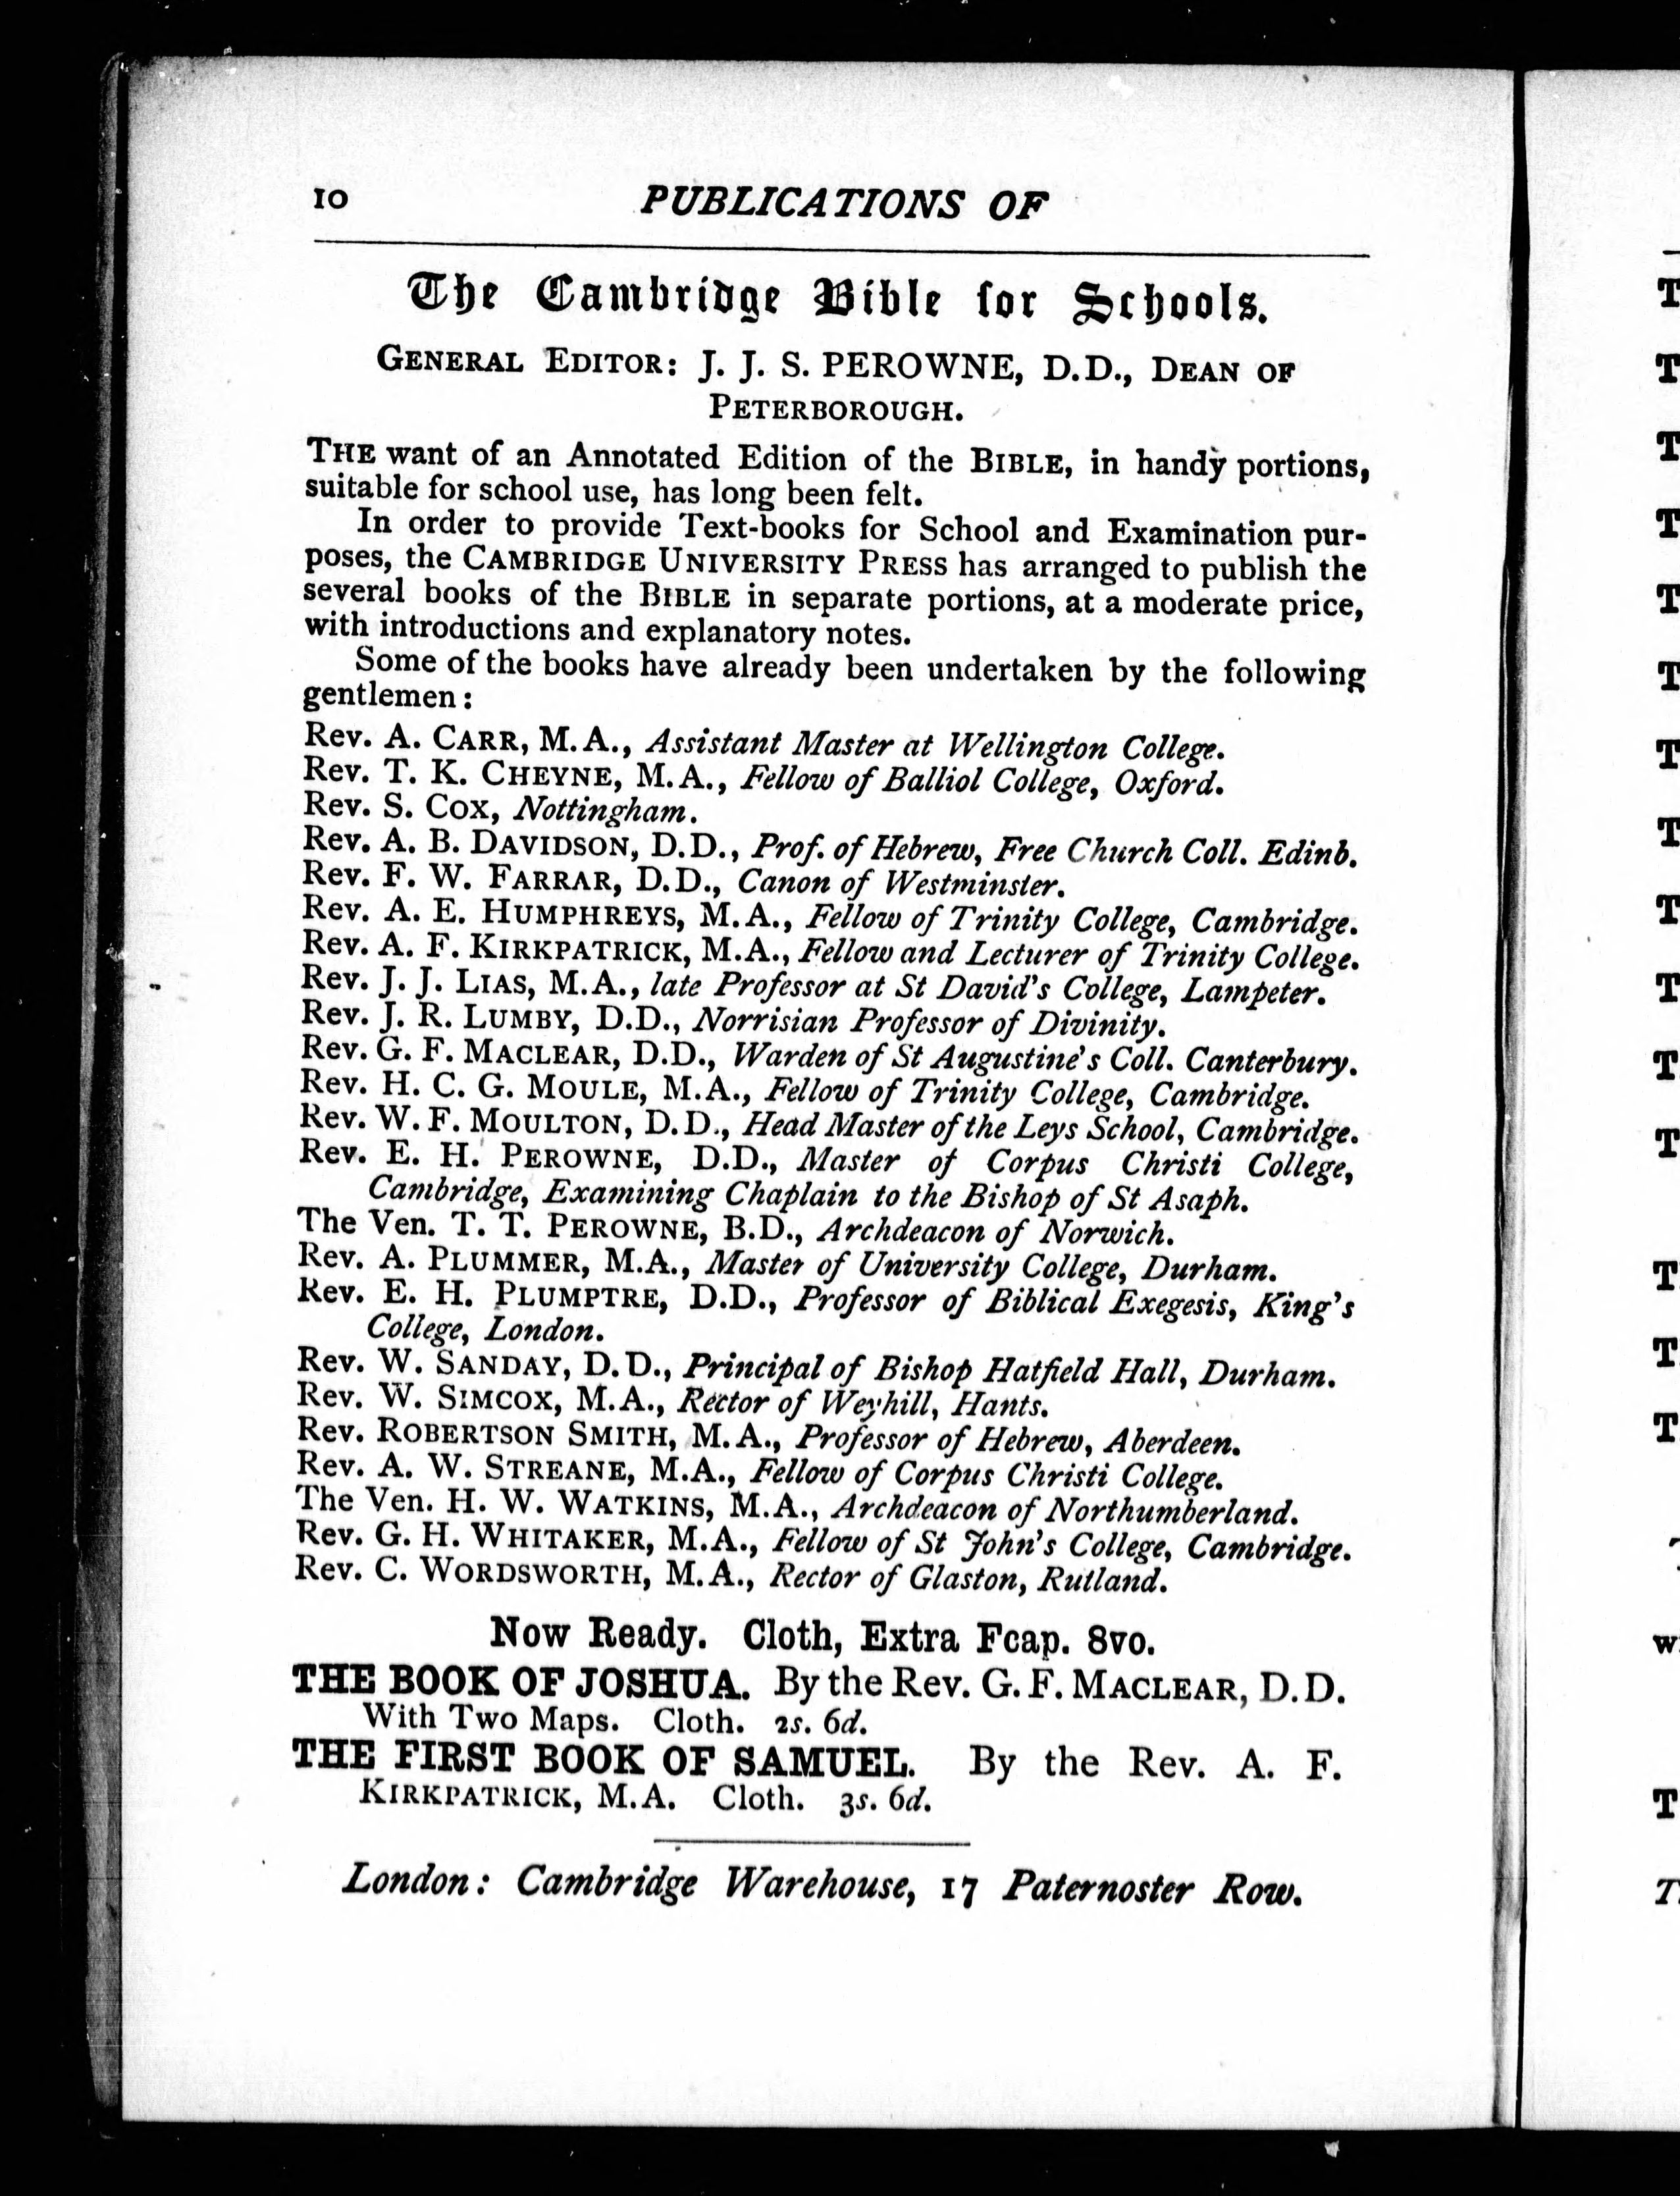 10 PUBLICATIONS OF
The Cambridge Bible for Schools.
GENERAL EDITOR: J. J. S. PEROWNE, D.D., DEAN OF
PETERBOROUGH.
THE want of an Annotated Edition of the BIBLE, in handy portions,
suitable for school use, has long been felt.
In order to provide Text-books for School and Examination pur-
poses, the CAMBRIDGE UNIVERSITY PRESS has arranged to publish the
several books of the BIBLE in separate portions, at a moderate price,
with introductions and explanatory notes.
Some of the books have already been undertaken by the following
gentlemen:
Rev. A. CARR, M.A., Assistant Master at Wellington College.
Rev. T. K. CHEYNE, M.A., Fellow of Balliol College, Oxford.
Rev. S. COX, Nottingham.
Rev. A. B. DAVIDSON, D.D., Prof. of Hebrew, Free Church Coll. Edinb.
Rev. F. W. FARRAR, D.D., Canon of Westminster.
Rev. A. E. HUMPHREYS, M.A., Fellow of Trinity College, Cambridge.
Rev. A. F. KIRKPATRICK, M.A., Fellow and Lecturer of Trinity College.
Rev. J. J. LIAS, M.A., late Professor at St David's College, Lampeter.
Rev. J. R. LUMBY, D.D., Norrisian Professor of Divinity.
Rev. G. F. MACLEAR, D.D., Warden of St Augustine's Coll. Canterbury.
Rev. H. C. G. MOULE, M.A., Fellow of Trinity College, Cambridge.
Rev. W. F. MOULTON, D.D., Head Master of the Leys School, Cambridge.
Rev. E. H. PEROWNE, D.D., Master of Corpus Christi College,
Cambridge, Examining Chaplain to the Bishop of St Asaph.
The Ven. T. T. PEROWNE, B.D., Archdeacon of Norwich.
Rev. A. PLUMMER, M.A., Master of University College, Durham.
Rev. E. H. PLUMPTRE, D.D., Professor of Biblical Exegesis, King's
College, London.
Rev. W. SANDAY, D.D., Principal of Bishop Hatfield Hall, Durham.
Rev. W. SIMCOX, M.A., Rector of Weyhill, Hants.
Rev. ROBERTSON SMITH, M.A., Professor of Hebrew, Aberdeen.
Rev. A. W. STREANE, M.A., Fellow of Corpus Christi College.
The Ven. H. W. WATKINS, M.A., Archdeacon of Northumberland.
Rev. G. H. WHITAKER, M.A., Fellow of St John's College, Cambridge.
Rev. C. WORDSWORTH, M.A., Rector of Glaston, Rutland.
Now Ready. Cloth, Extra Fcap. 8vo.
THE BOOK OF JOSHUA. By the Rev. G. F. MACLEAR, D.D.
With Two Maps. Cloth. 2s. 6d.
THE FIRST BOOK OF SAMUEL. By the Rev. A. F.
KIRKPATRICK, M.A. Cloth. 3s. 6d.
London: Cambridge Warehouse, 17 Paternoster Row.